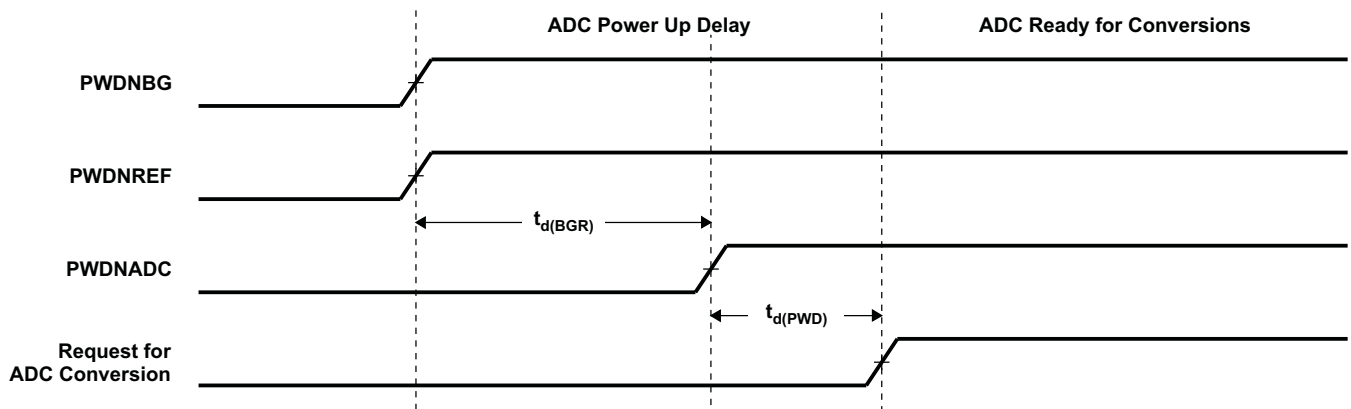 ADC Power Up Delay
ADC Ready for Conversions
PWDNBG
PWDNREF
td(BGR)
PWDNADC
td(PWD)
Request for
ADC Conversion